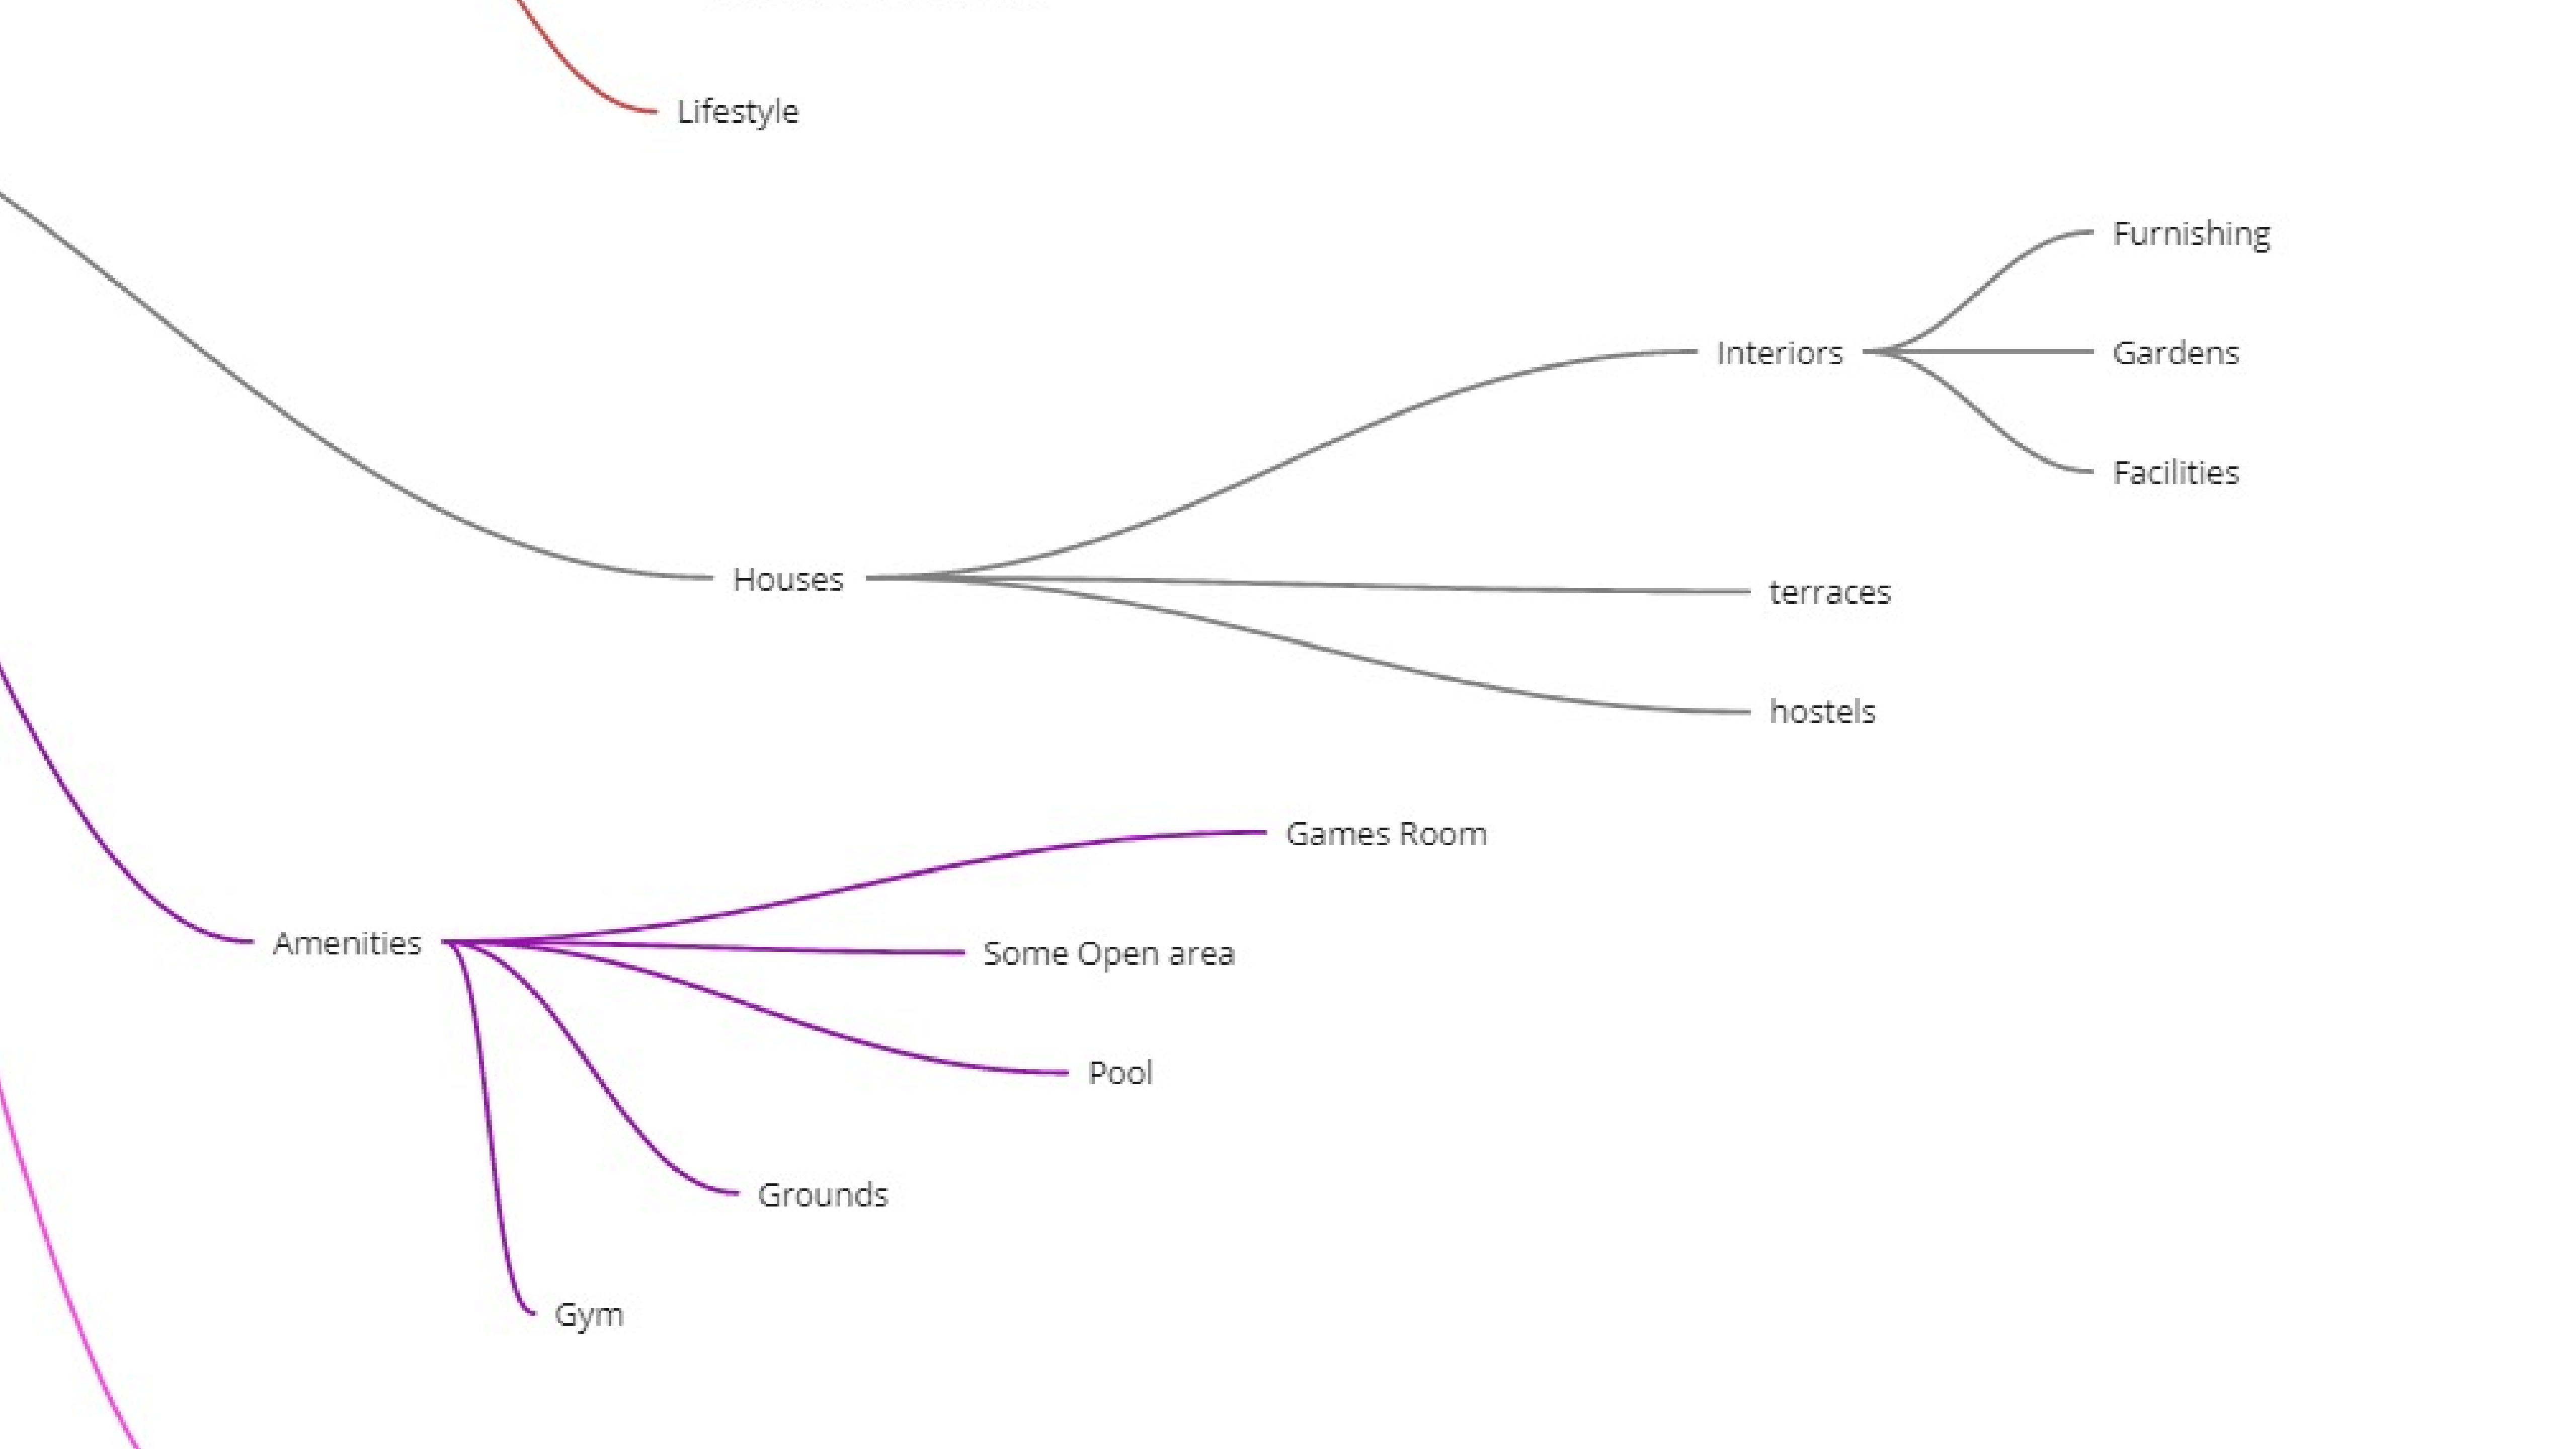 Lifestyle
Furnishing
Interiors
Gardens
Facilities
Houses
terraces
hostels
Games Room
Amenities
Some Open area
Pool
Grounds
Gym